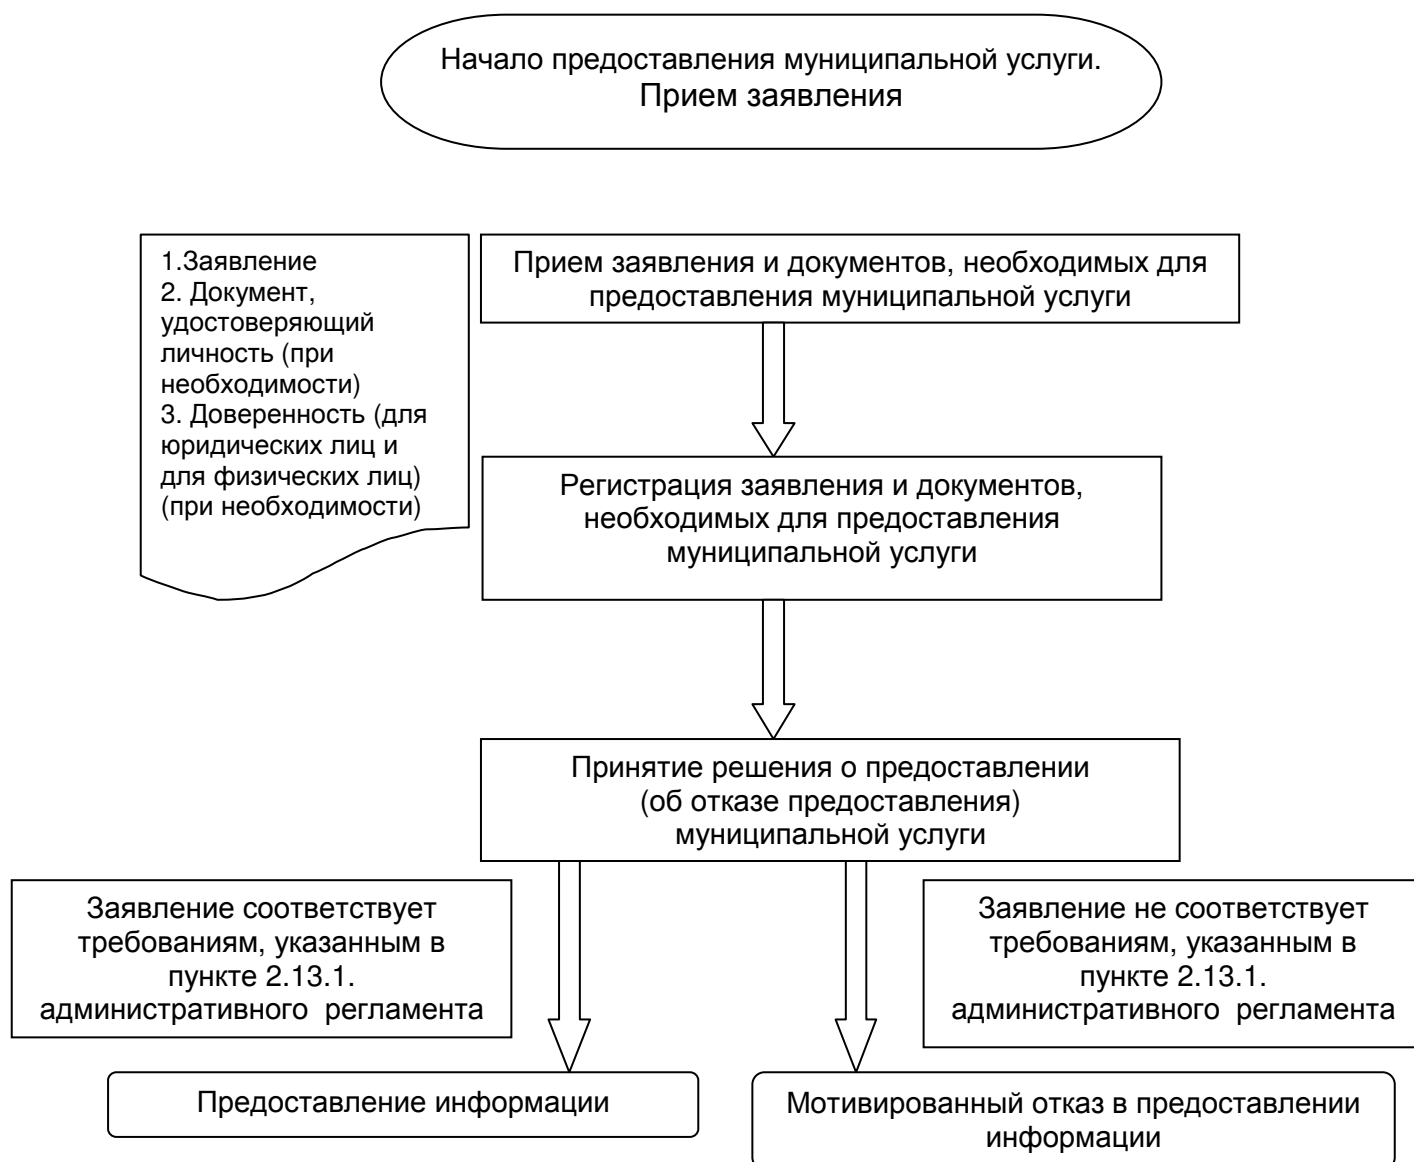 Начало предоставления муниципальной услуги.
Прием заявления
1.Заявление
2. Документ,
удостоверяющий
личность (при
необходимости)
3. Доверенность (для
юридических лиц и
для физических лиц)
(при необходимости)
Прием заявления и документов, необходимых для
предоставления муниципальной услуги
Регистрация заявления и документов,
необходимых для предоставления
муниципальной услуги
Принятие решения о предоставлении
(об отказе предоставления)
муниципальной услуги
Заявление соответствует
требованиям, указанным в
пункте 2.13.1.
административного регламента
Заявление не соответствует
требованиям, указанным в
пункте 2.13.1.
административного регламента
Предоставление информации
Мотивированный отказ в предоставлении
информации